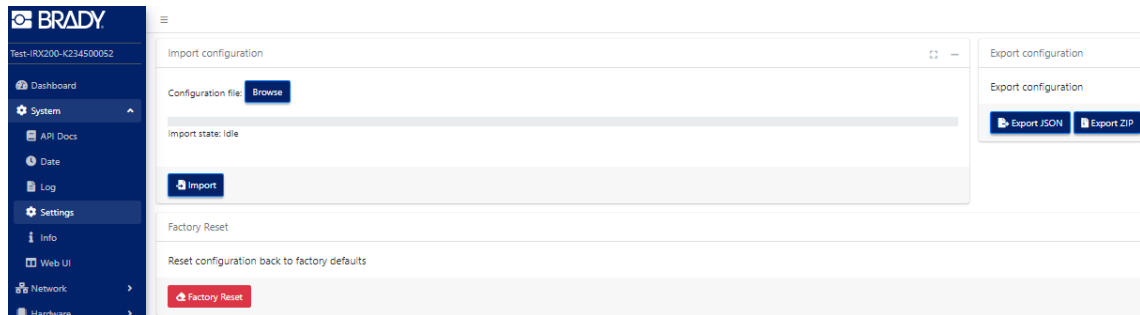 BRADY
Test-IRX200-K234500052
Dashboard
System
API Docs
Date
Log
Settings
Info
Web UI
Network
Hardware
Import configuration
Configuration file: Browse
Import state: Idle
Import
Export configuration
Export configuration
Export JSON Export ZIP
Factory Reset
Reset configuration back to factory defaults
Factory Reset